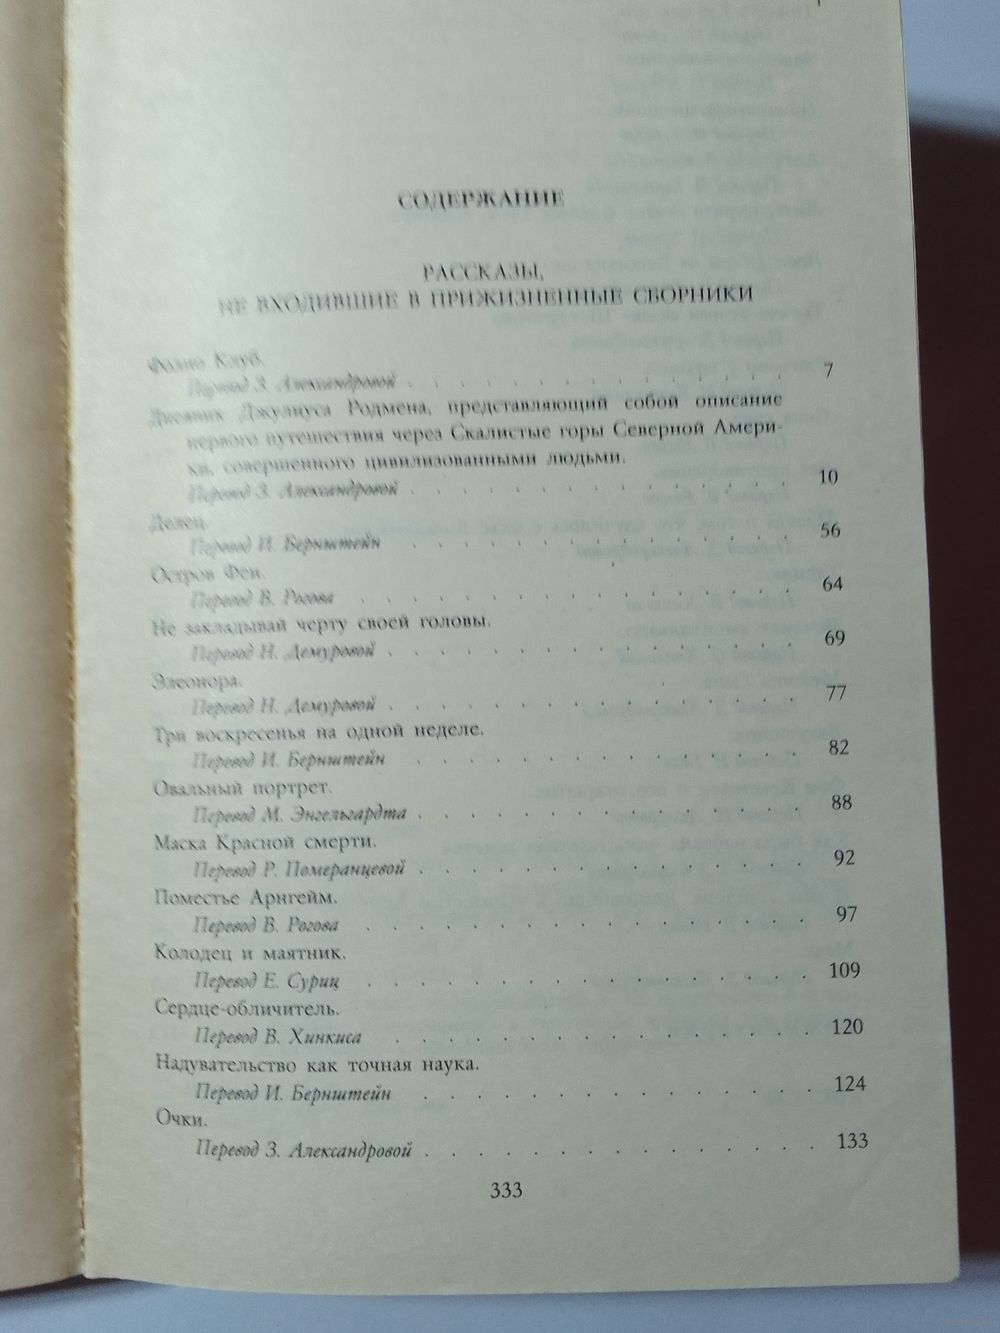 СОДЕРЖАНИЕ
РАССКАЗЫ,
НЕ ВХОДИВШИЕ В ПРИЖИЗНЕННЫЕ СБОРНИКИ
Фолио Клуб.
Перевод З. Александровой . . . . . . . . . . . . . . . 7
Дневник Джулиуса Родмена, представляющий собой описание
первого путешествия через Скалистые горы Северной Амери-
ки, совершенного цивилизованными людьми.
Перевод З. Александровой . . . . . . . . . . . . . . . 10
Делец.
Перевод И. Бернштейн . . . . . . . . . . . . . . . 56
Остров Феи.
Перевод В. Рогова . . . . . . . . . . . . . . . . . 64
Не закладывай черту своей головы.
Перевод Н. Демуровой . . . . . . . . . . . . . . . . 69
Элеонора.
Перевод Н. Демуровой . . . . . . . . . . . . . . . . 77
Три воскресенья на одной неделе.
Перевод И. Бернштейн . . . . . . . . . . . . . . . 82
Овальный портрет.
Перевод М. Энгельгардта . . . . . . . . . . . . . . . 88
Маска Красной смерти.
Перевод Р. Померанцевой . . . . . . . . . . . . . . . 92
Поместье Арнгейм.
Перевод В. Рогова . . . . . . . . . . . . . . . . . 97
Колодец и маятник.
Перевод Е. Суриц . . . . . . . . . . . . . . . . . 109
Сердце-обличитель.
Перевод В. Хинкиса . . . . . . . . . . . . . . . . 120
Надувательство как точная наука.
Перевод И. Бернштейн . . . . . . . . . . . . . . . 124
Очки.
Перевод З. Александровой . . . . . . . . . . . . . . . 133
333